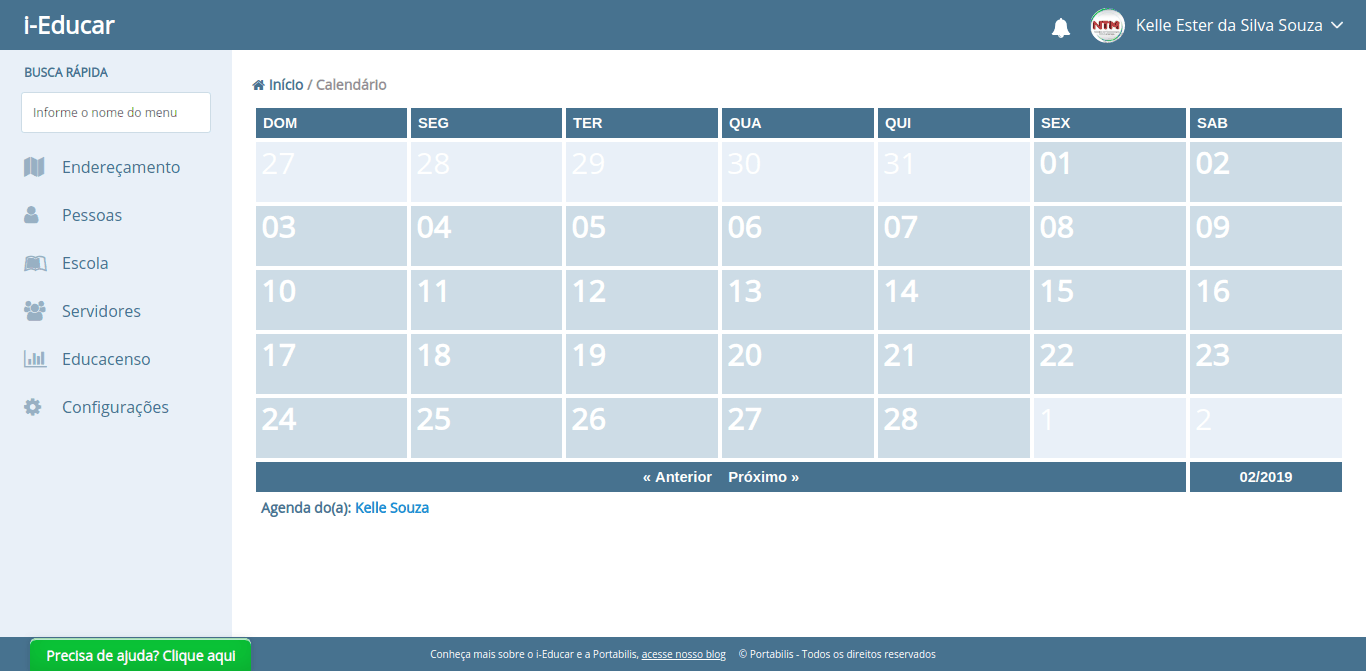 i-Educar
NTM
Kelle Ester da Silva Souza
BUSCA RÁPIDA
Informe o nome do menu
Endereçamento
Pessoas
Escola
Servidores
Educacenso
Configurações
Início / Calendário
DOM SEG TER QUA QUI SEX SAB
27 28 29 30 31 01 02
03 04 05 06 07 08 09
10 11 12 13 14 15 16
17 18 19 20 21 22 23
24 25 26 27 28 1 2
« Anterior Próximo » 02/2019
Agenda do(a): Kelle Souza
Precisa de ajuda? Clique aqui
Conheça mais sobre o i-Educar e a Portabilis, acesse nosso blog © Portabilis - Todos os direitos reservados